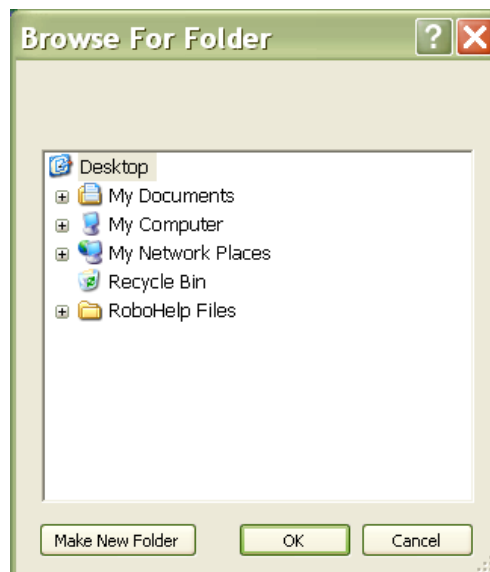 Browse For Folder
Desktop
My Documents
My Computer
My Network Places
Recycle Bin
RoboHelp Files
Make New Folder OK Cancel